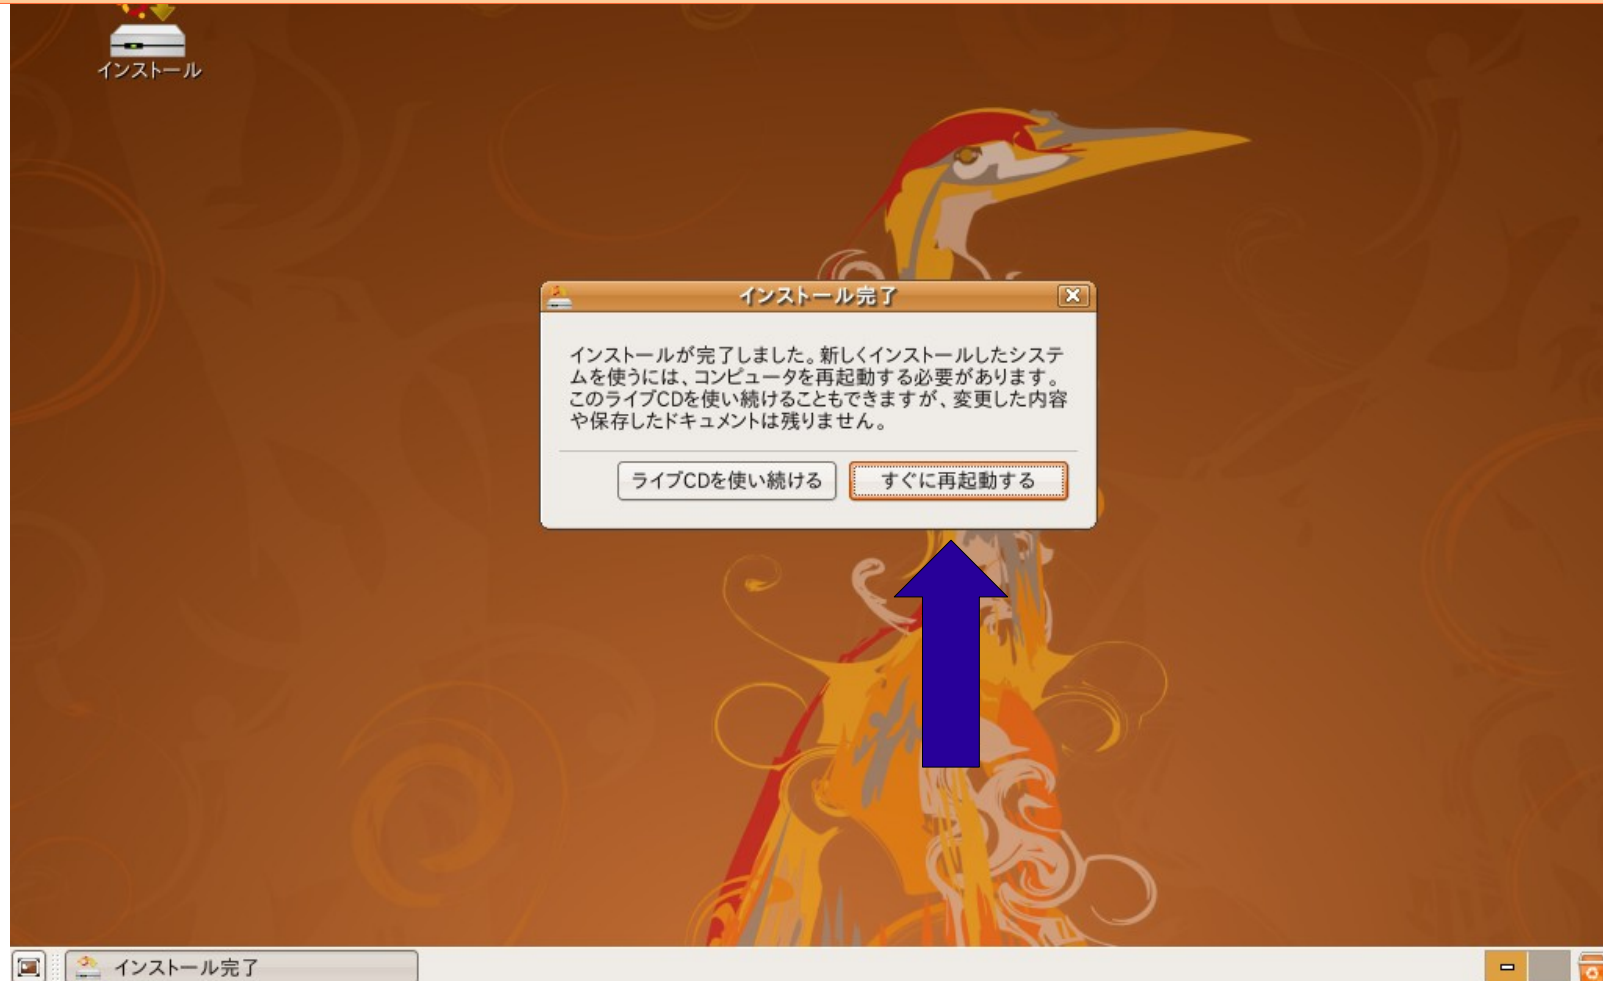 インストール
インストール完了
インストールが完了しました。新しくインストールしたシステ
ムを使うには、コンピュータを再起動する必要があります。
このライブCDを使い続けることもできますが、変更した内容
や保存したドキュメントは残りません。
ライブCDを使い続ける
すぐに再起動する
インストール完了